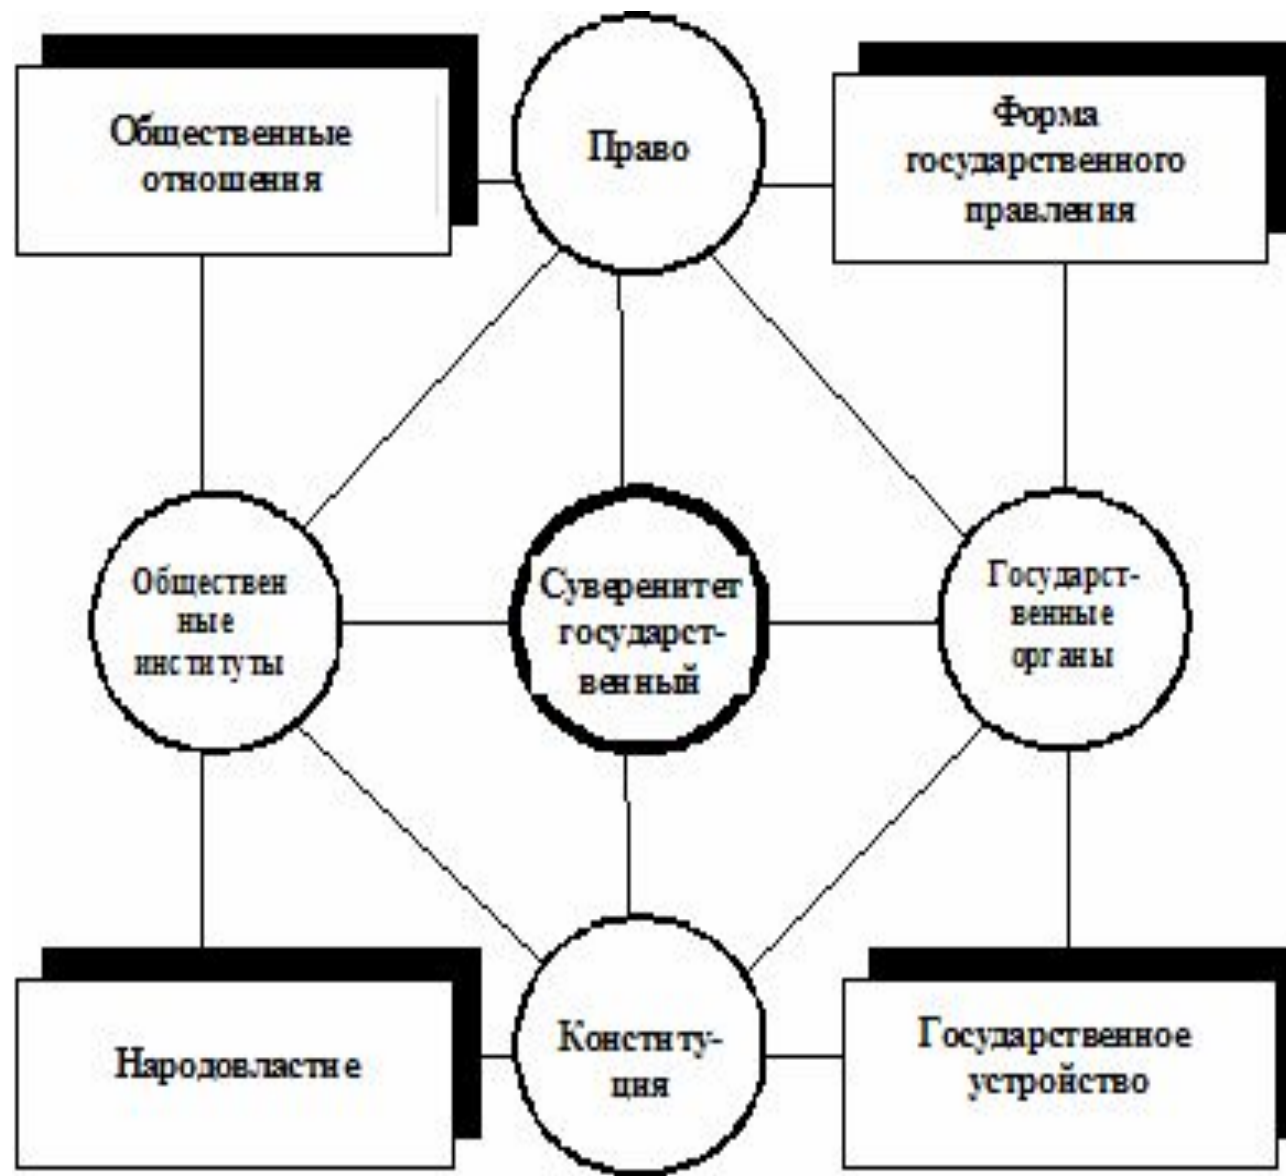 Общественные
отношения
Право
Форма
государственного
правления
Обществен
ные
институты
Суверенитет
государст-
венный
Государст-
венные
органы
Народовластие
Конститу-
ция
Государственное
устройство